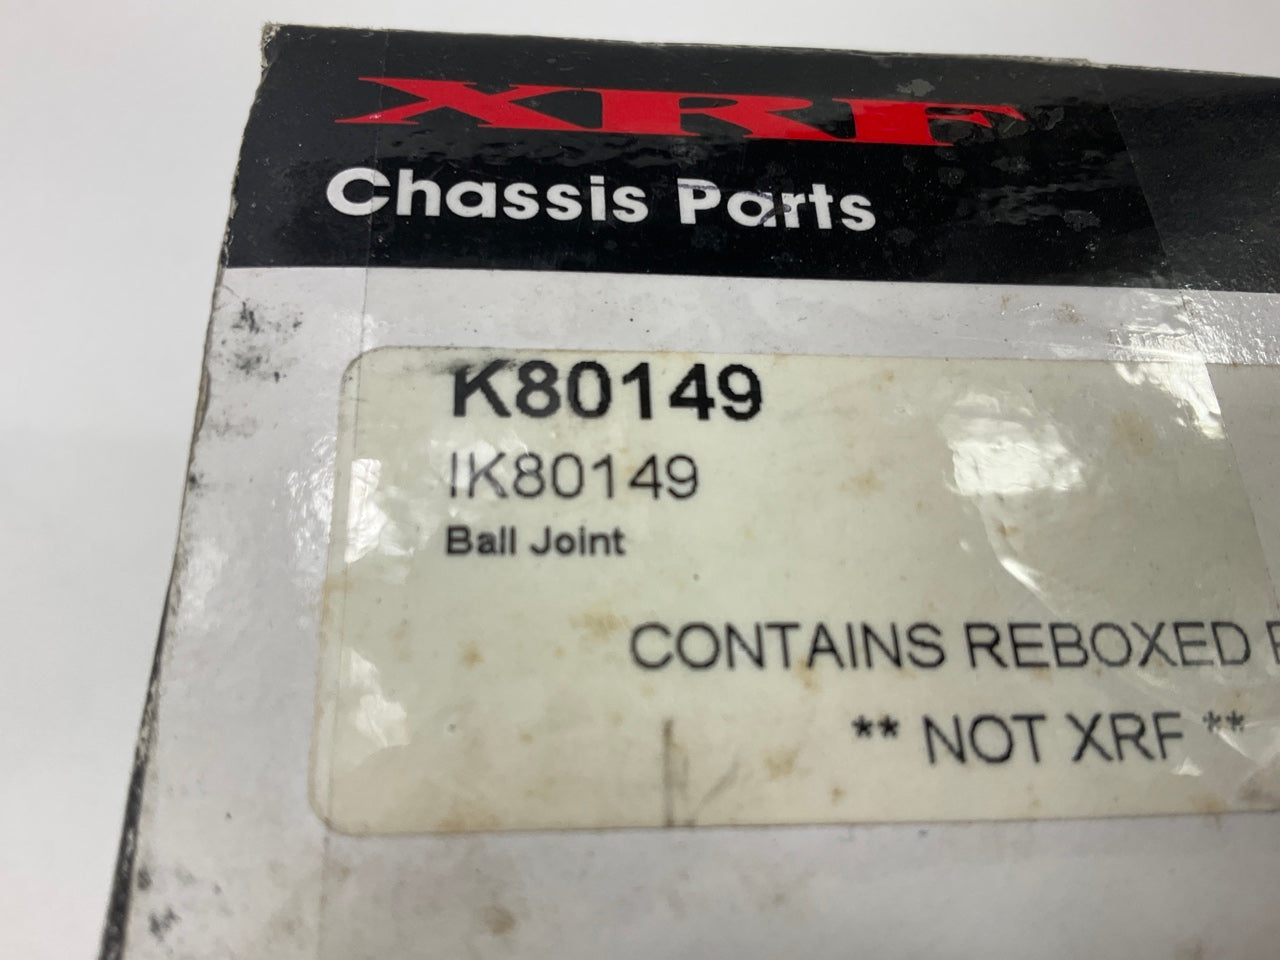 XRF
Chassis Parts
K80149
IK80149
Ball Joint
CONTAINS REBOXED
** NOT XRF **